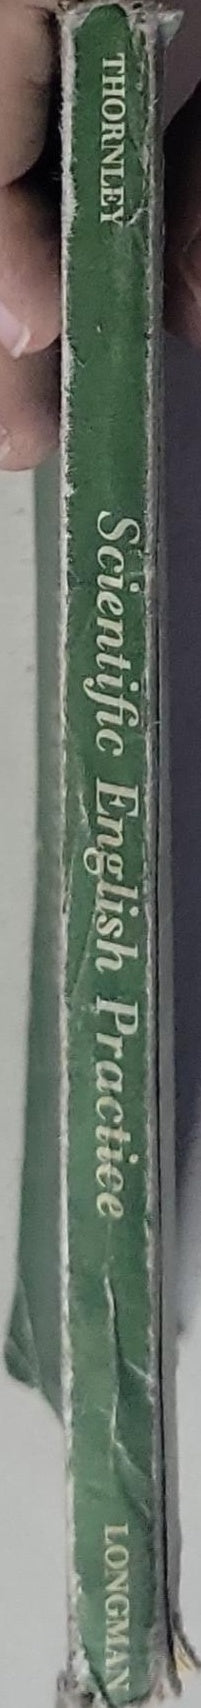 THORNLEY
Scientific English Practice
LONGMAN